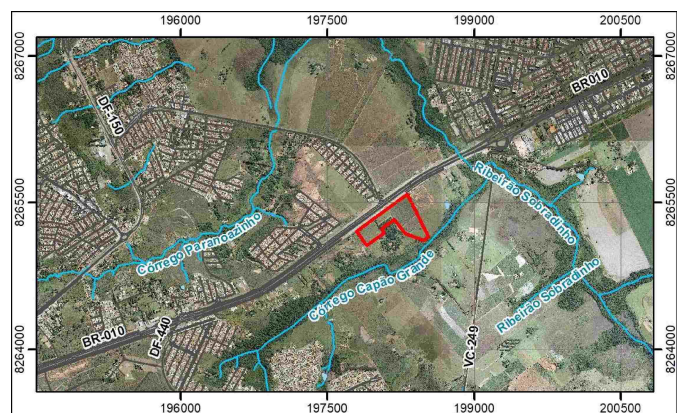 196000 197500 199000 200500
8267000
8267000
BR010
DF-150
8265500
8265500
Ribeirão Sobradinho
Córrego Paranoazinho
Córrego Capão Grande
Ribeirão Sobradinho
8264000
8264000
BR-010
DF-440
VC-249
196000 197500 199000 200500